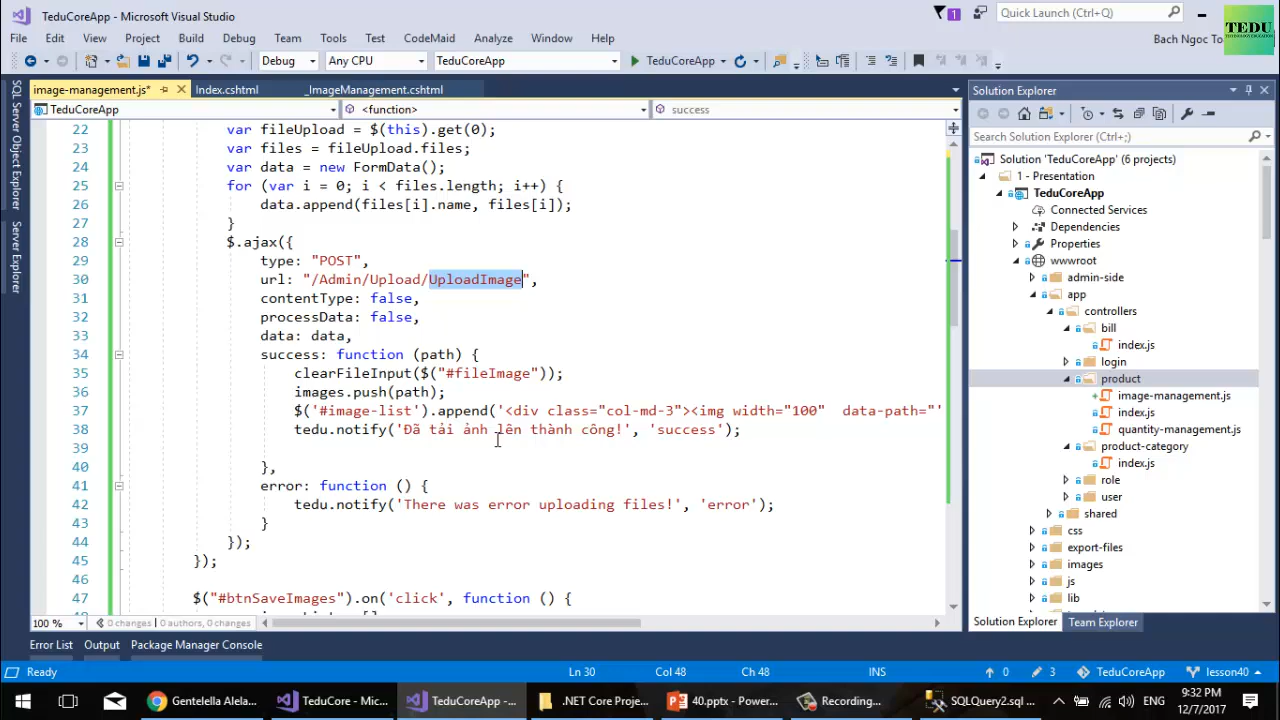 TeduCoreApp - Microsoft Visual Studio
1
Quick Launch (Ctrl+Q)
TEDU
File Edit View Project Build Debug Team Tools Test CodeMaid Analyze Window Help
Bach Ngoc To
Debug Any CPU TeduCoreApp TeduCoreApp
SQL Server Object Explorer
Server Explorer
image-management.js* Index.cshtml _ImageManagement.cshtml
TeduCoreApp <function> success
22 var fileUpload = $(this).get(0);
23 var files = fileUpload.files;
24 var data = new FormData();
25 for (var i = 0; i < files.length; i++) {
26 data.append(files[i].name, files[i]);
27 }
28 $.ajax({
29 type: "POST",
30 url: "/Admin/Upload/UploadImage",
31 contentType: false,
32 processData: false,
33 data: data,
34 success: function (path) {
35 clearFileInput($("#fileImage"));
36 images.push(path);
37 $('#image-list').append('<div class="col-md-3"><img width="100"  data-path="'
38 tedu.notify('Đã tải ảnh lên thành công!', 'success');
39
40 },
41 error: function () {
42 tedu.notify('There was error uploading files!', 'error');
43 }
44 });
45 });
46
47 $("#btnSaveImages").on('click', function () {
100 % 0 changes | 0 authors, 0 changes
Solution Explorer
Search Solution Explorer (Ctrl+;)
Solution 'TeduCoreApp' (6 projects)
1 - Presentation
TeduCoreApp
Connected Services
Dependencies
Properties
wwwroot
admin-side
app
controllers
bill
index.js
login
product
image-management.js
index.js
quantity-management.js
product-category
index.js
role
user
shared
css
export-files
images
js
lib
Solution Explorer Team Explorer
Error List Output Package Manager Console
Ready Ln 30 Col 48 Ch 48 INS 0 3 TeduCoreApp lesson40
Gentelella Alela... TeduCore - Mic... TeduCoreApp -... .NET Core Proje... 40.pptx - Power... Recording... SQLQuery2.sql ... ENG 9:32 PM
12/7/2017